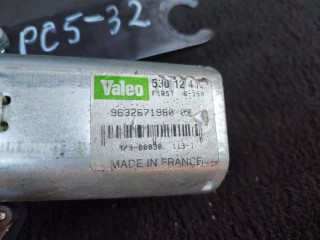 PC5-32
Valeo
530 12 412
FIRST
9632671980
MADE IN FRANCE